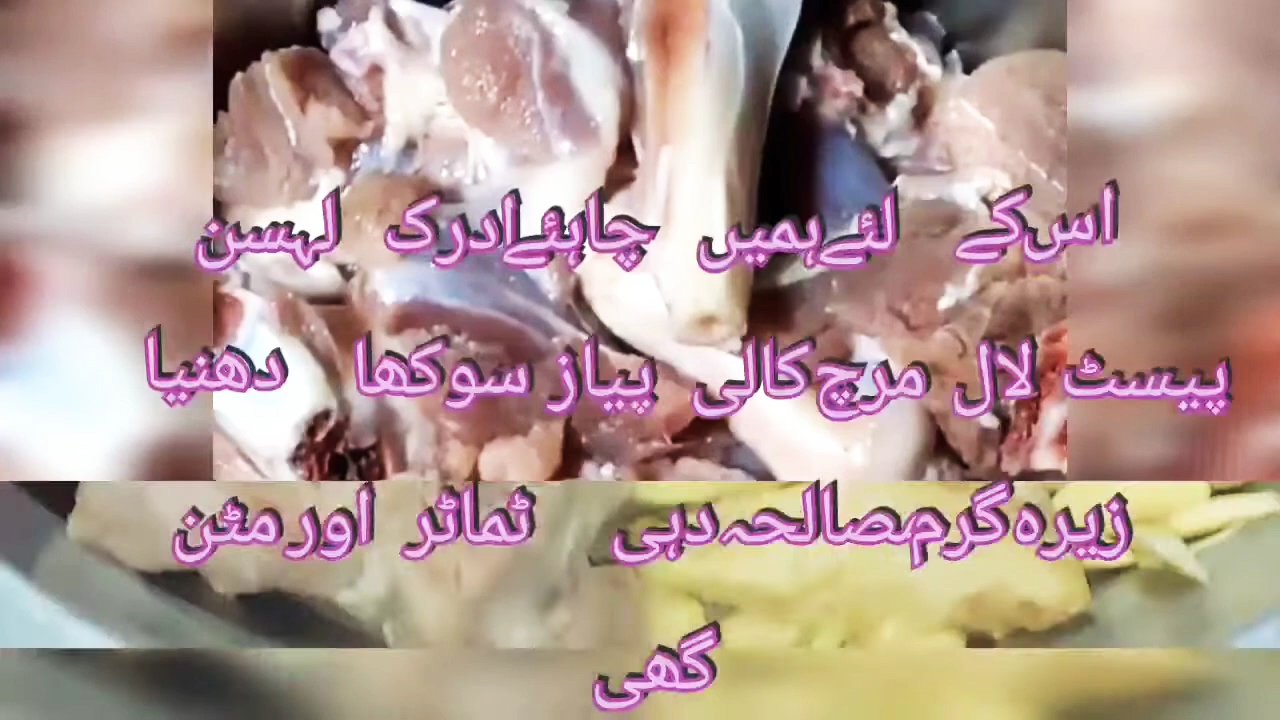 اس کے لئے ہمیں چاہئے ادرک لہسن
پیسٹ لال مرچ کالی پیاز سوکھا دھنیا
زیرہ گرم مصالحہ دہی ٹماٹر اور مٹن
گھی